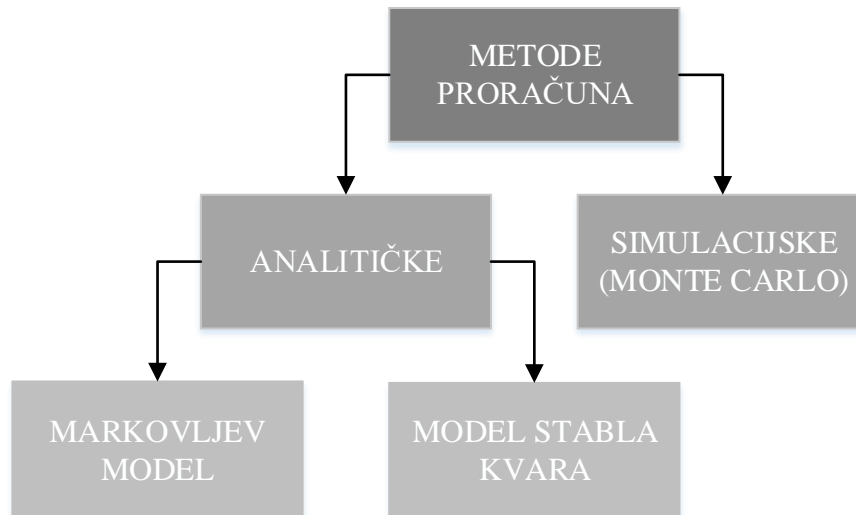 METODE
PRORAČUNA
ANALITIČKE
SIMULACIJSKE
(MONTE CARLO)
MARKOVLJEV
MODEL
MODEL STABLA
KVARA